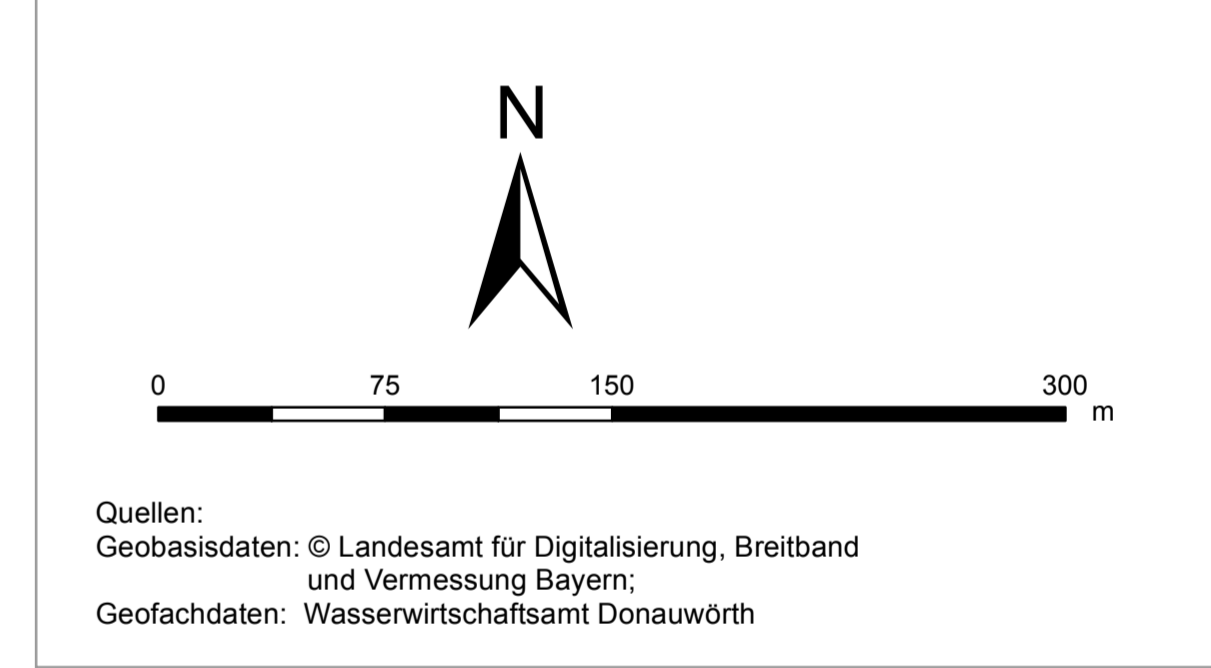 N
0 75 150 300
m
Quellen:
Geobasisdaten: © Landesamt für Digitalisierung, Breitband
und Vermessung Bayern;
Geofachdaten: Wasserwirtschaftsamt Donauwörth